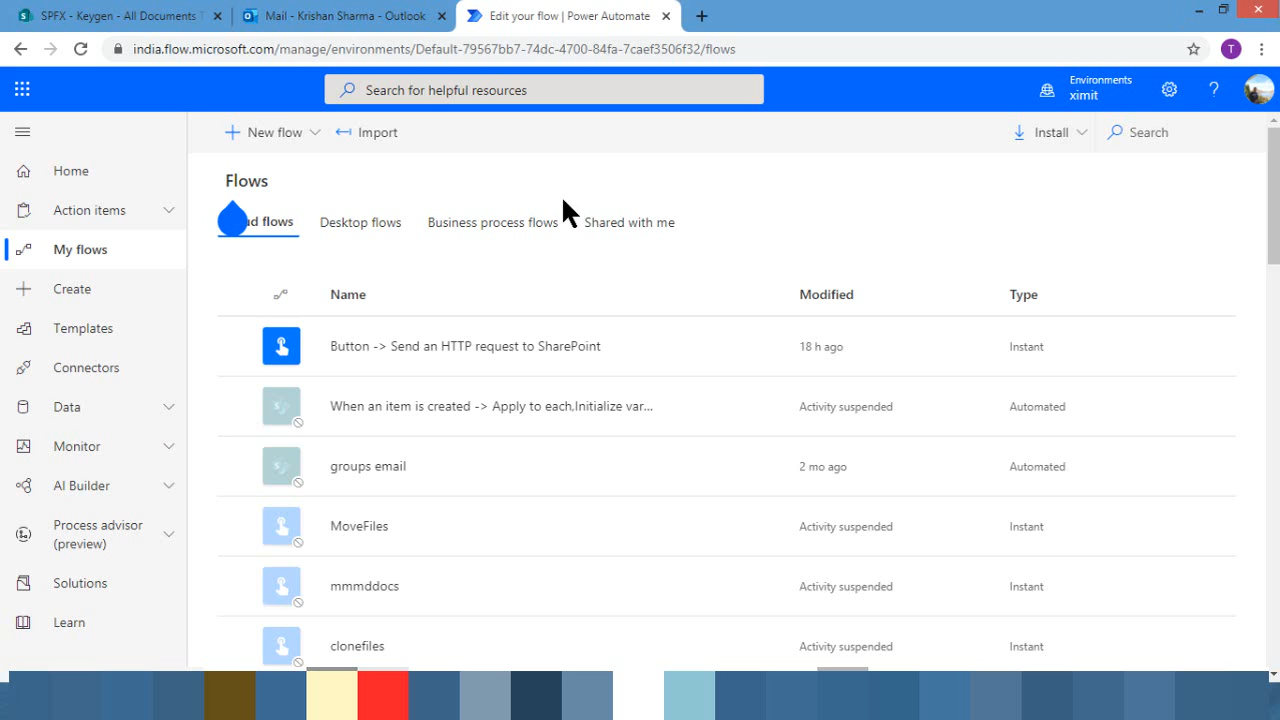 SPFX - Keygen - All Documents
Mail - Krishan Sharma - Outlook
Edit your flow | Power Automate
india.flow.microsoft.com/manage/environments/Default-79567bb7-74dc-4700-84fa-7caef3506f32/flows
T
Search for helpful resources
Environments
ximit
?
New flow
Import
Install
Search
Home
Action items
My flows
Create
Templates
Connectors
Data
Monitor
AI Builder
Process advisor
(preview)
Solutions
Learn
Flows
flows
Desktop flows
Business process flows
Shared with me
Name Modified Type
Button -> Send an HTTP request to SharePoint 18 h ago Instant
When an item is created -> Apply to each,Initialize var... Activity suspended Automated
groups email 2 mo ago Automated
MoveFiles Activity suspended Instant
mmmddocs Activity suspended Instant
clonefiles Activity suspended Instant